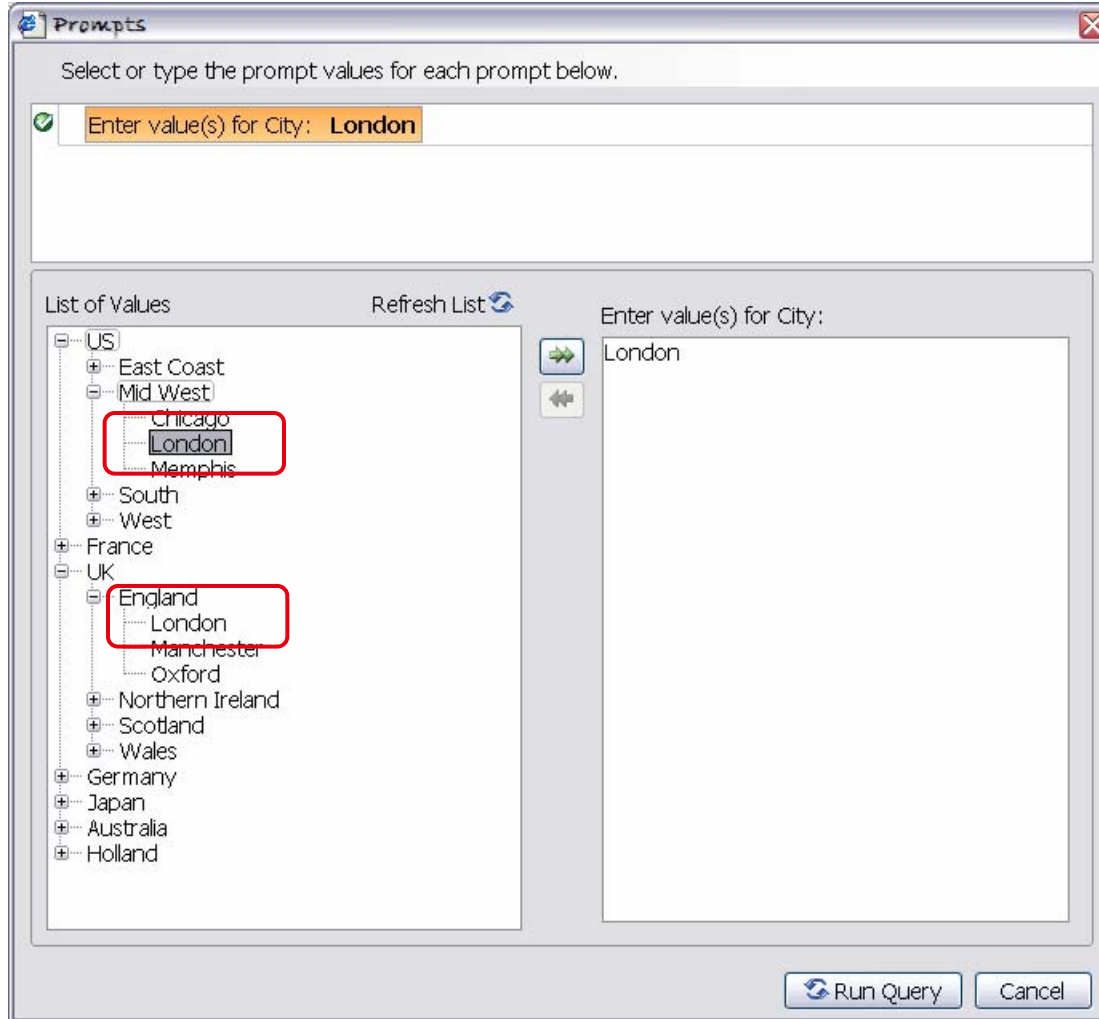 Prompts
Select or type the prompt values for each prompt below.
Enter value(s) for City: London
List of Values
Refresh List
Enter value(s) for City:
US
East Coast
Mid West
Chicago
London
Memphis
South
West
France
UK
England
London
Manchester
Oxford
Northern Ireland
Scotland
Wales
Germany
Japan
Australia
Holland
London
Run Query
Cancel